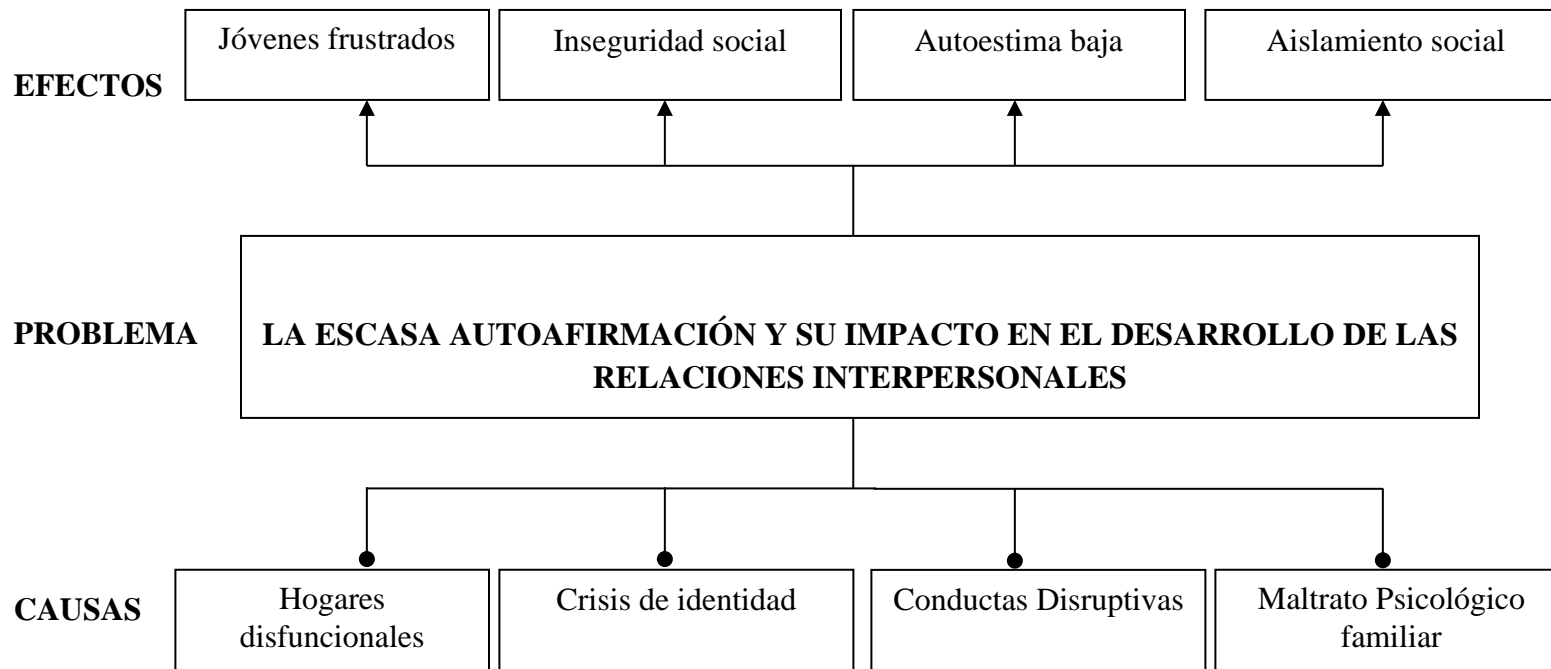 Jóvenes frustrados
Inseguridad social
Autoestima baja
Aislamiento social
EFECTOS
PROBLEMA
LA ESCASA AUTOAFIRMACIÓN Y SU IMPACTO EN EL DESARROLLO DE LAS
RELACIONES INTERPERSONALES
CAUSAS
Hogares
disfuncionales
Crisis de identidad
Conductas Disruptivas
Maltrato Psicológico
familiar